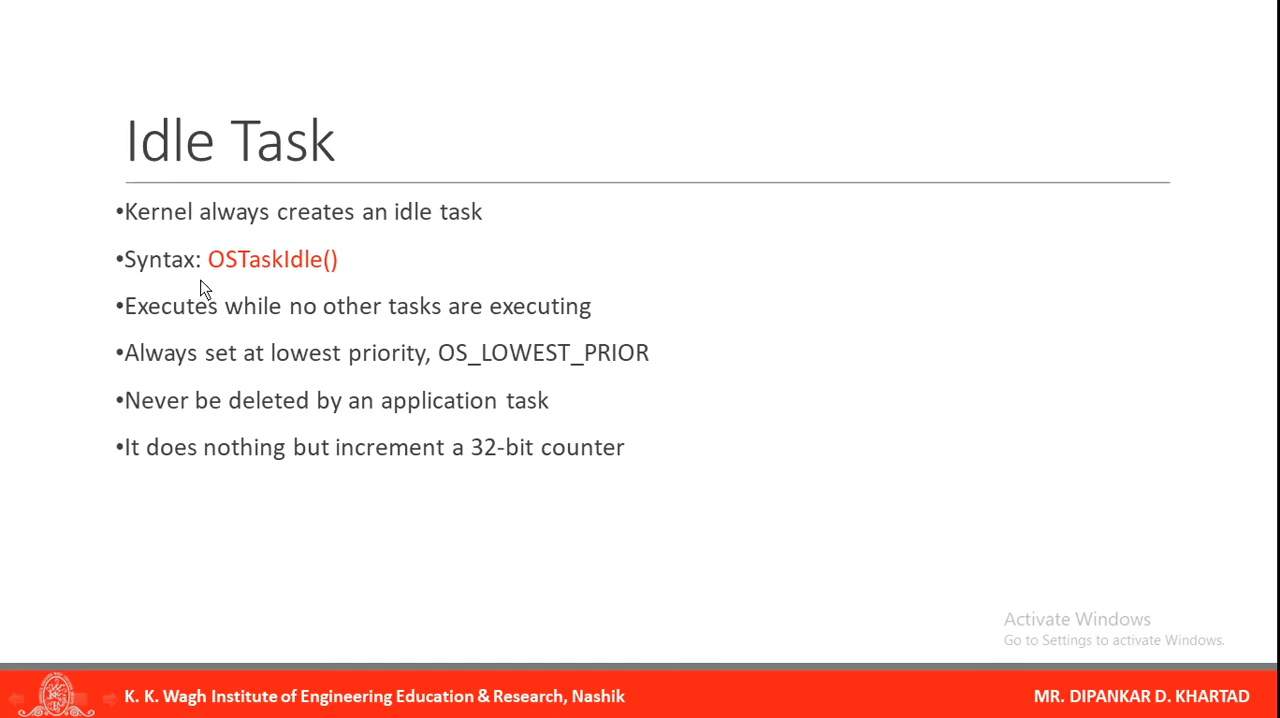 Idle Task
•Kernel always creates an idle task
•Syntax: OSTaskIdle()
•Executes while no other tasks are executing
•Always set at lowest priority, OS_LOWEST_PRIOR
•Never be deleted by an application task
•It does nothing but increment a 32-bit counter
Activate Windows
Go to Settings to activate Windows.
K. K. Wagh Institute of Engineering Education & Research, Nashik
MR. DIPANKAR D. KHARTAD